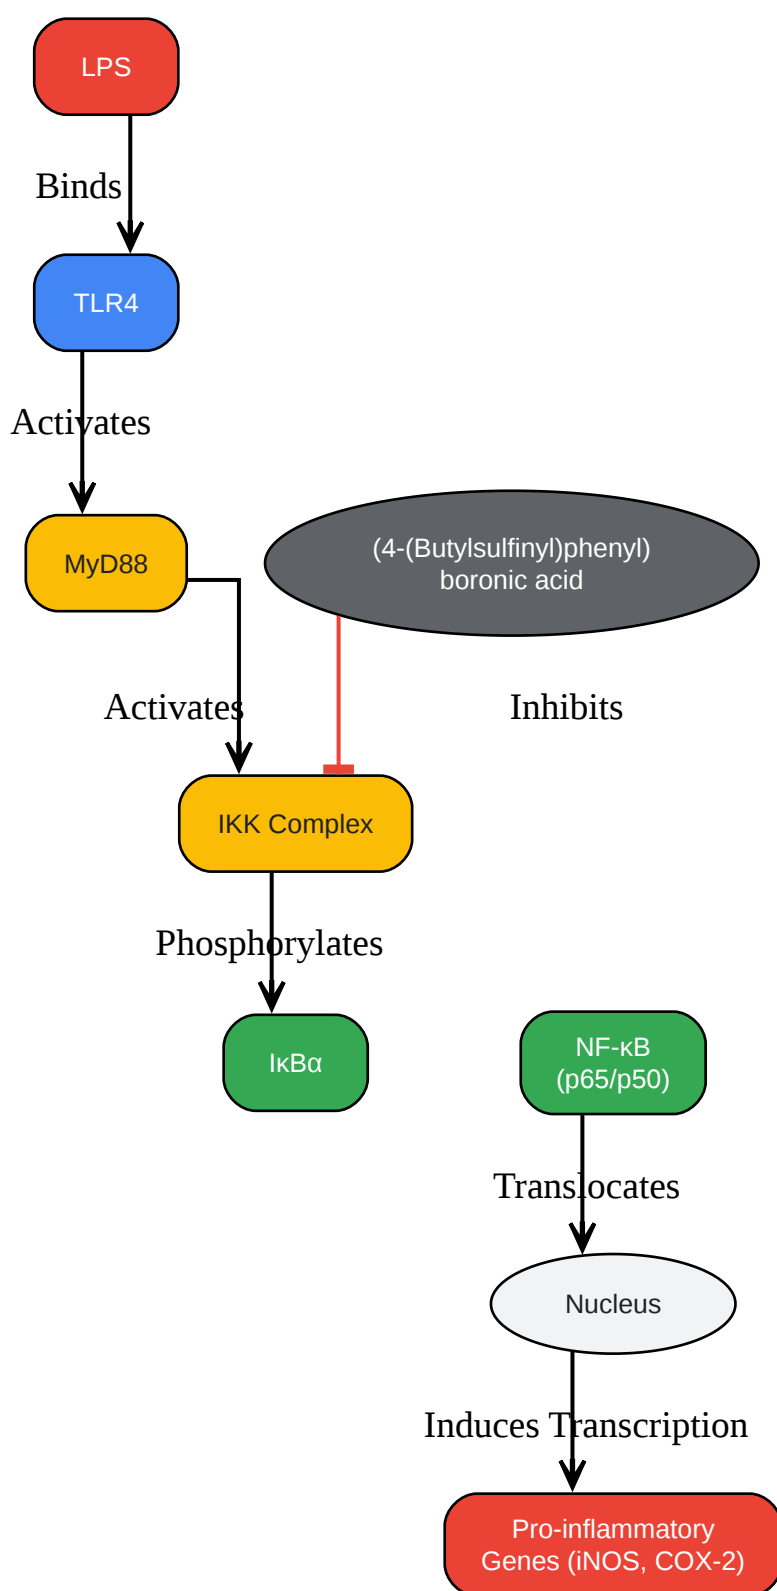 LPS
Binds
TLR4
Activates
MyD88
(4-(Butylsulfinyl)phenyl)
boronic acid
Activates
Inhibits
IKK Complex
Phosphorylates
IκBα
NF-κB
(p65/p50)
Translocates
Nucleus
Induces Transcription
Pro-inflammatory
Genes (iNOS, COX-2)